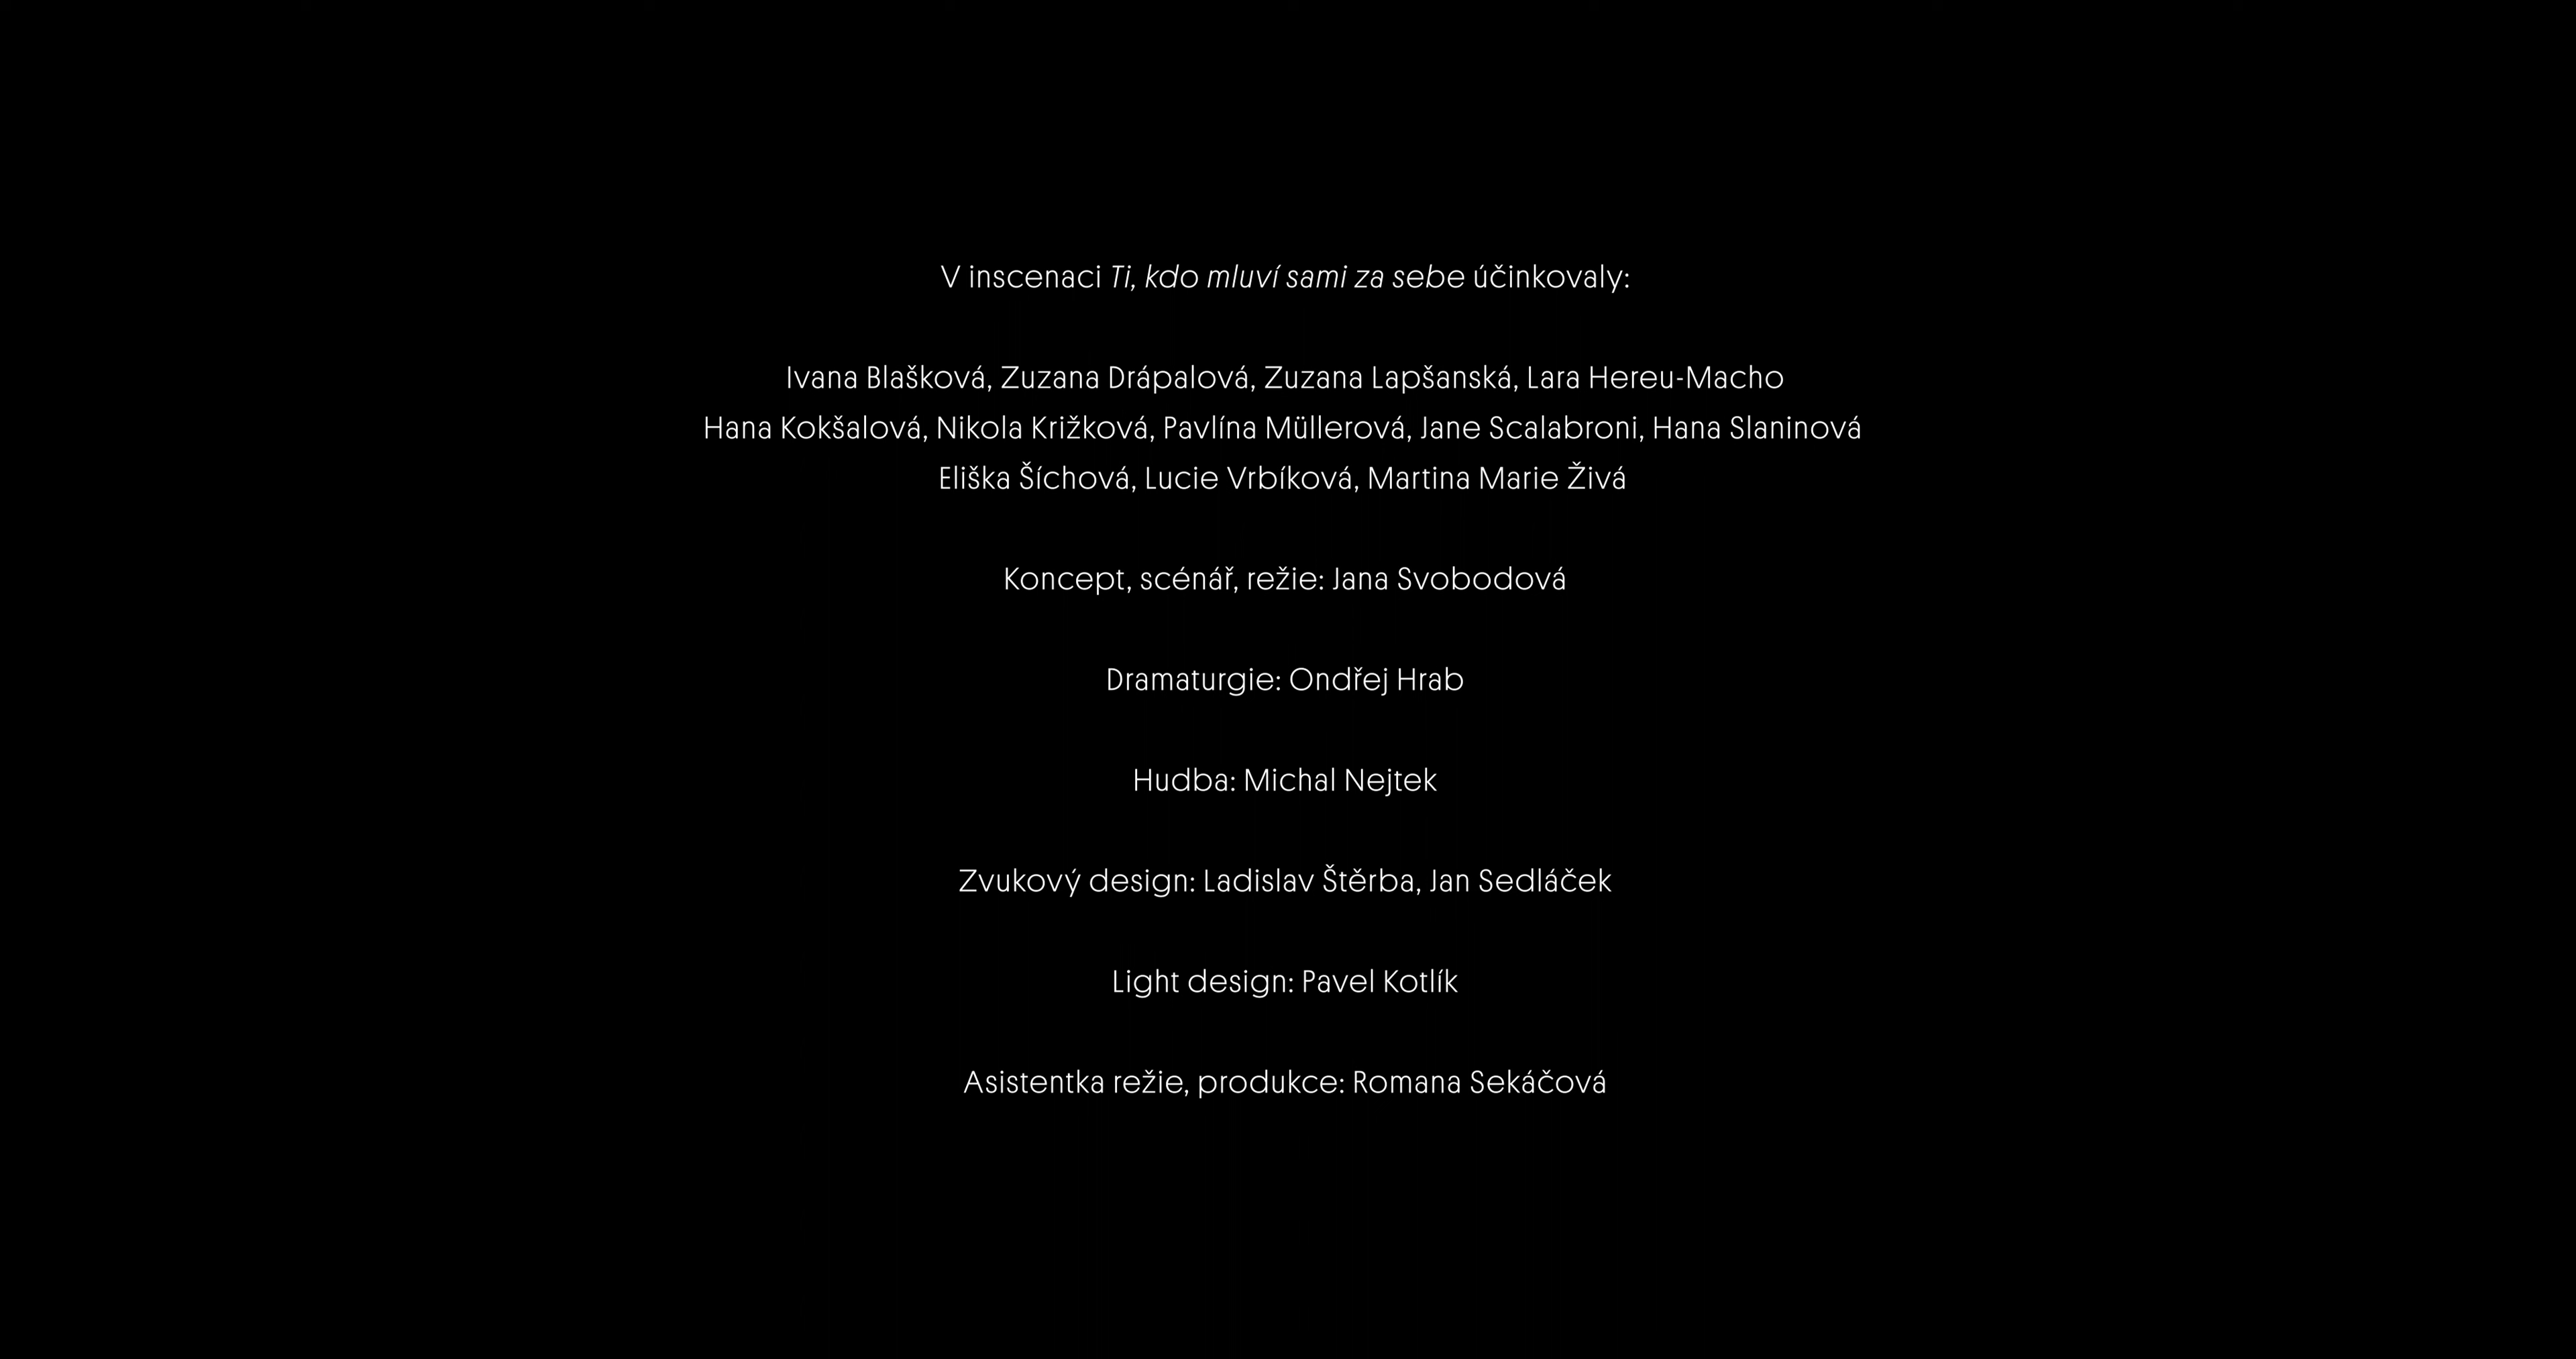 V inscenaci Ti, kdo mluví sami za sebe účinkovaly:
Ivana Blašková, Zuzana Drápalová, Zuzana Lapšanská, Lara Hereu-Macho
Hana Kokšalová, Nikola Križková, Pavlína Müllerová, Jane Scalabroni, Hana Slaninová
Eliška Šíchová, Lucie Vrbíková, Martina Marie Živá
Koncept, scénář, režie: Jana Svobodová
Dramaturgie: Ondřej Hrab
Hudba: Michal Nejtek
Zvukový design: Ladislav Štěrba, Jan Sedláček
Light design: Pavel Kotlík
Asistentka režie, produkce: Romana Sekáčová